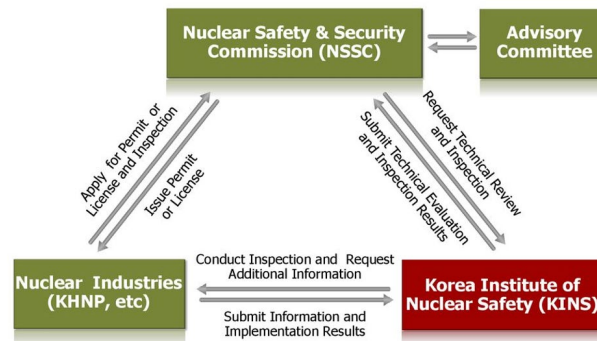 Nuclear Safety & Security
Commission (NSSC)
Advisory
Committee
Apply for Permit or
License and Inspection
Issue Permit
or License
Request Technical Review
and Inspection
Submit Technical Evaluation
and Inspection Results
Nuclear Industries
(KHNP, etc)
Conduct Inspection and Request
Additional Information
Submit Information and
Implementation Results
Korea Institute of
Nuclear Safety (KINS)